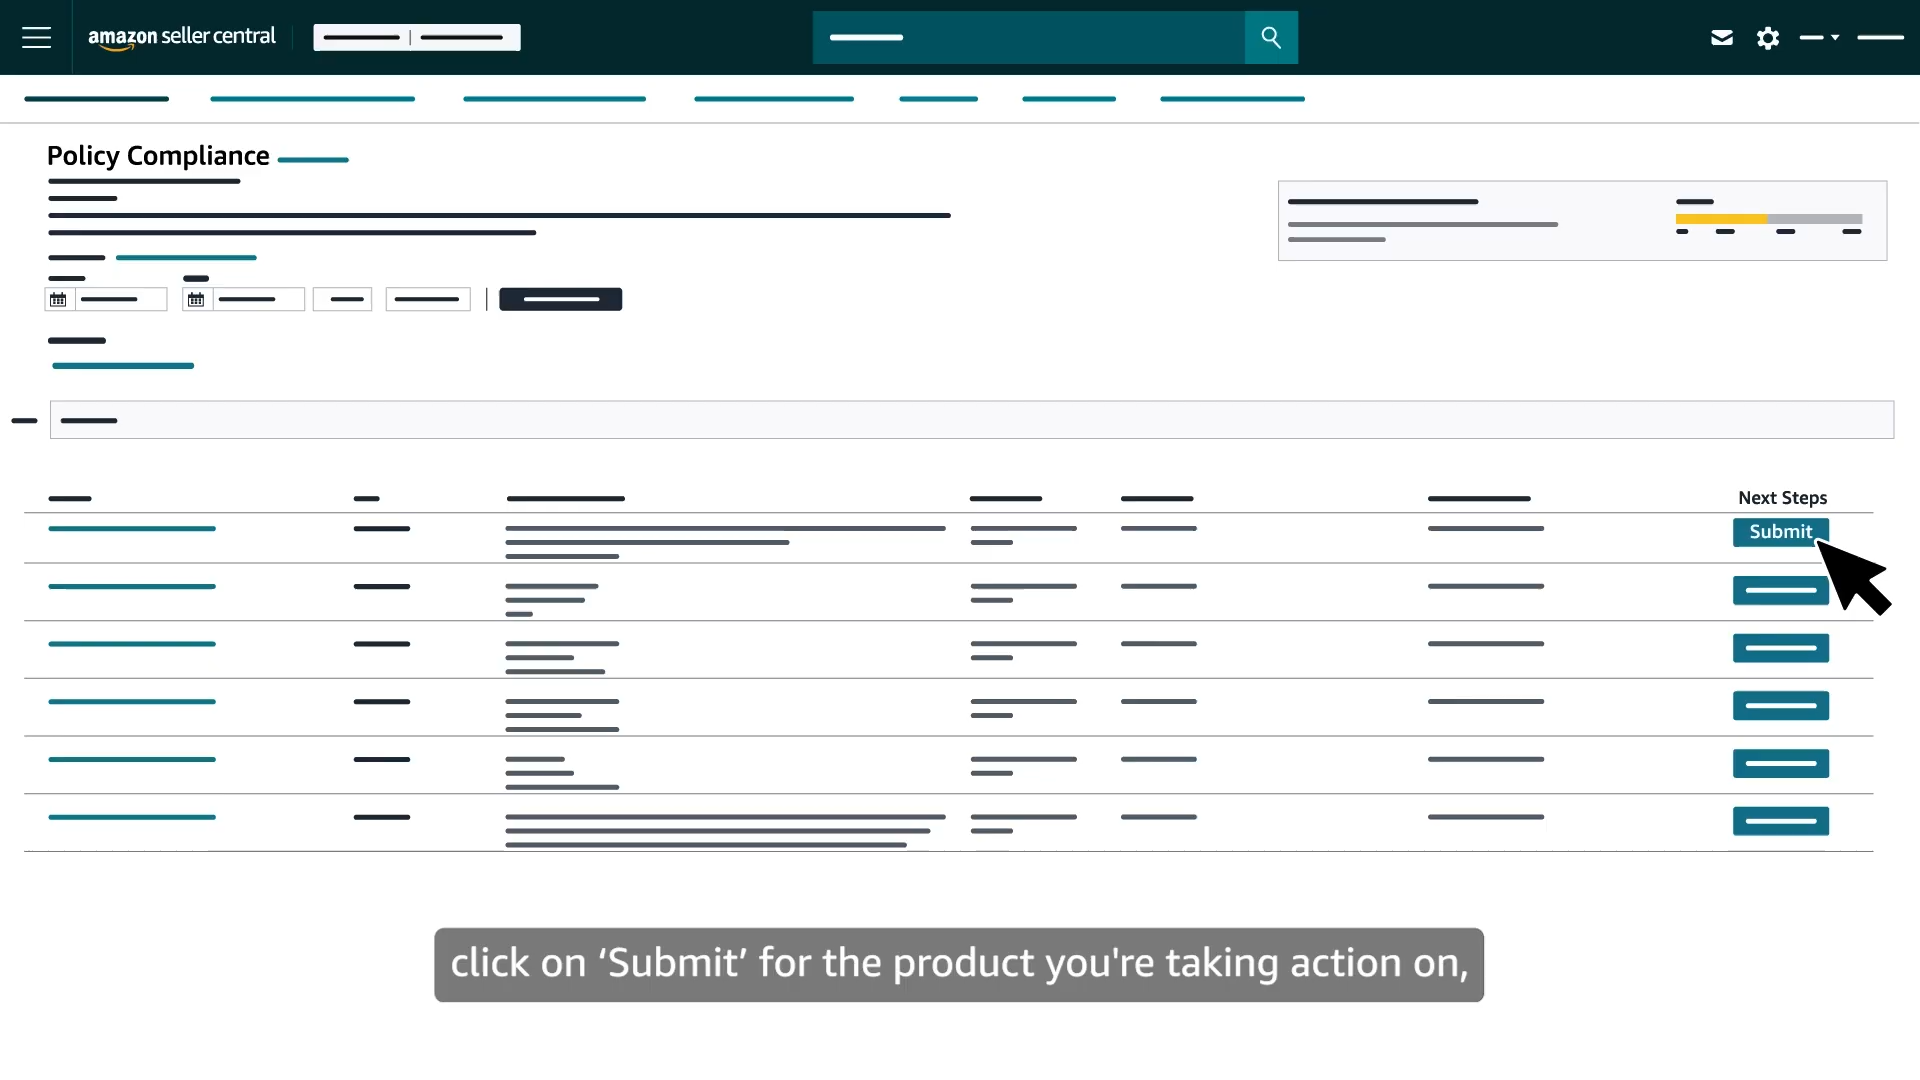 amazon seller central
Policy Compliance
Next Steps
Submit
click on ‘Submit’ for the product you're taking action on,